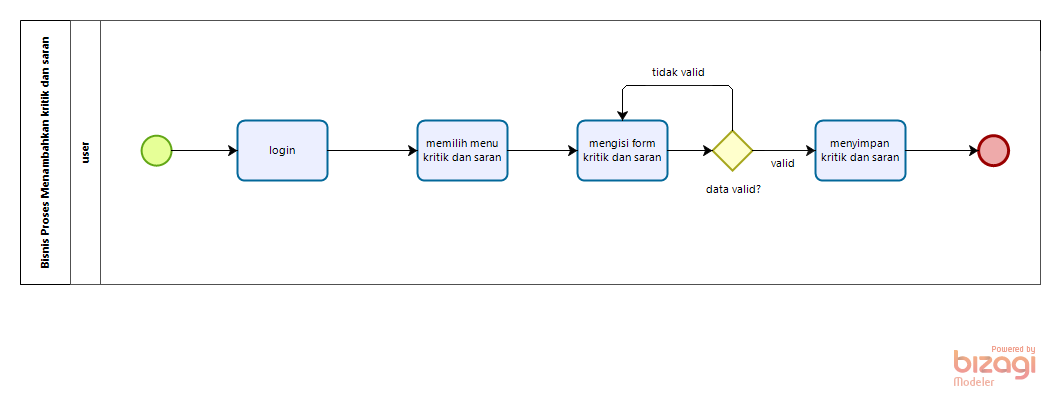 Bisnis Proses Menambahkan kritik dan saran
user
login
memilih menu
kritik dan saran
mengisi form
kritik dan saran
tidak valid
data valid?
valid
menyimpan
kritik dan saran
Powered by
bizagi
Modeler